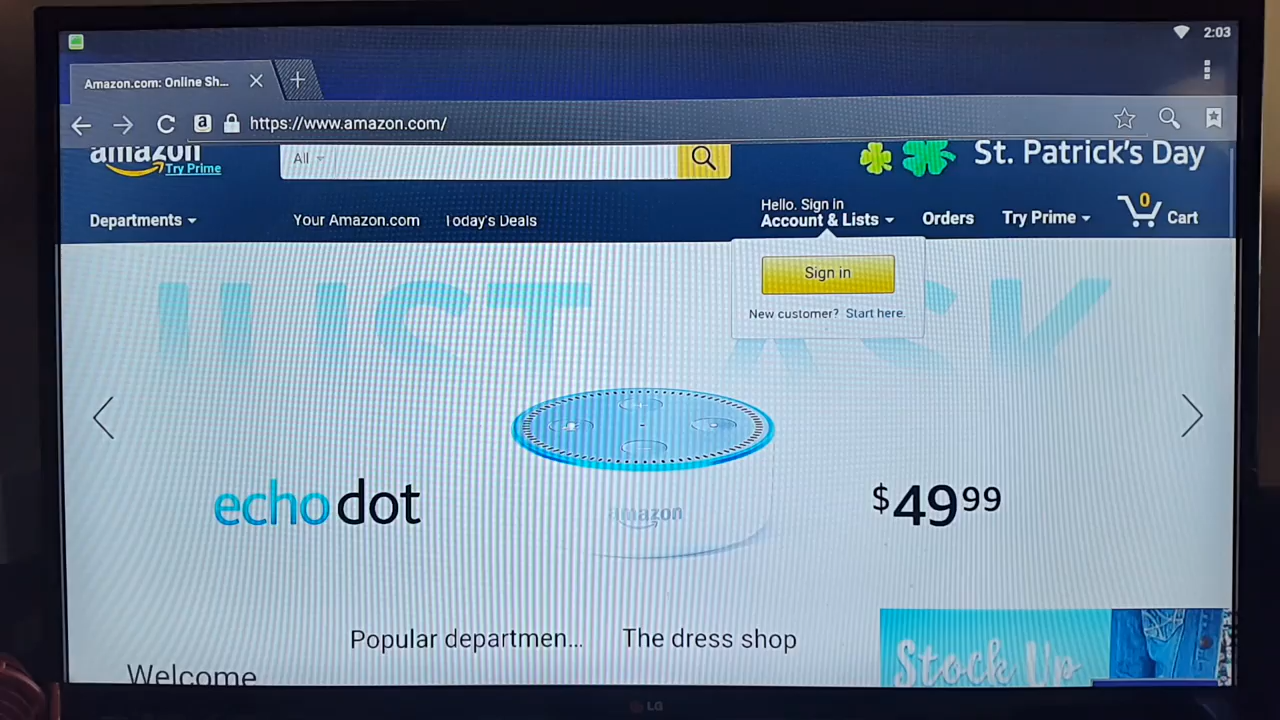 2:03
Amazon.com: Online Sh...
https://www.amazon.com/
amazon
Try Prime
All
St. Patrick's Day
Departments
Your Amazon.com
Today's Deals
Hello. Sign in
Account & Lists
Orders
Try Prime
0
Cart
Sign in
New customer? Start here.
JUST ASK
amazon
echo dot
$49 99
Popular departmen...
The dress shop
Stock Up
Welcome
LG